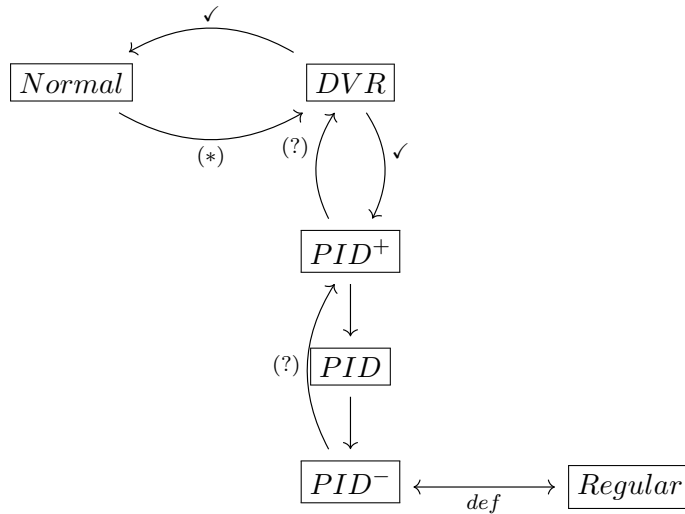 ✓
Normal DVR
(∗) (?) ✓
PID⁺
(?) PID
PID⁻ def Regular